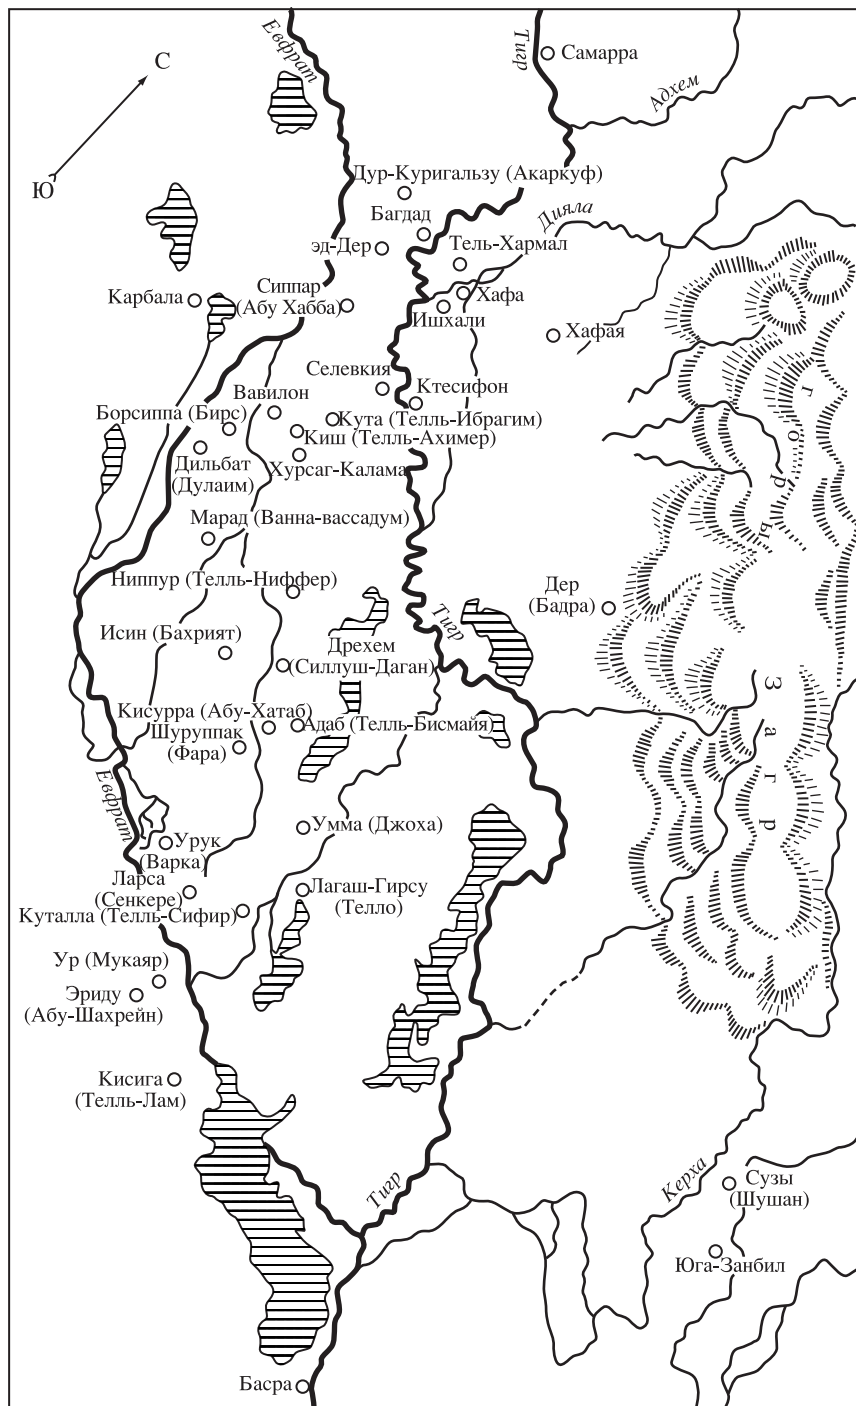 Евфрат
Тигр
Самарра
С
Адхем
Ю
Дур-Куригальзу (Акаркуф)
Багдад
Дияла
эд-Дер
Тель-Хармал
Карбала
Сиппар
(Абу Хабба)
Хафа
Ишхали
Хафая
Селевкия
Ктесифон
Вавилон
Борсиппа (Бирс)
Кута (Телль-Ибрагим)
Киш (Телль-Ахимер)
Дильбат
(Дулаим)
Хурсаг-Калама
горы
Марад (Ванна-вассадум)
Ниппур (Телль-Ниффер)
Дер
(Бадра)
Тигр
Исин (Бахрият)
Дрехем
(Силлуш-Даган)
Загр
Кисурра (Абу-Хатаб)
Адаб (Телль-Бисмайя)
Шуруппак
(Фара)
Евфрат
Умма (Джоха)
Урук
(Варка)
Ларса
(Сенкере)
Лагаш-Гирсу
(Телло)
Куталла (Телль-Сифир)
Ур (Мукаяр)
Эриду
(Абу-Шахрейн)
Кисига
(Телль-Лам)
Тигр
Керха
Сузы
(Шушан)
Юга-Занбил
Басра